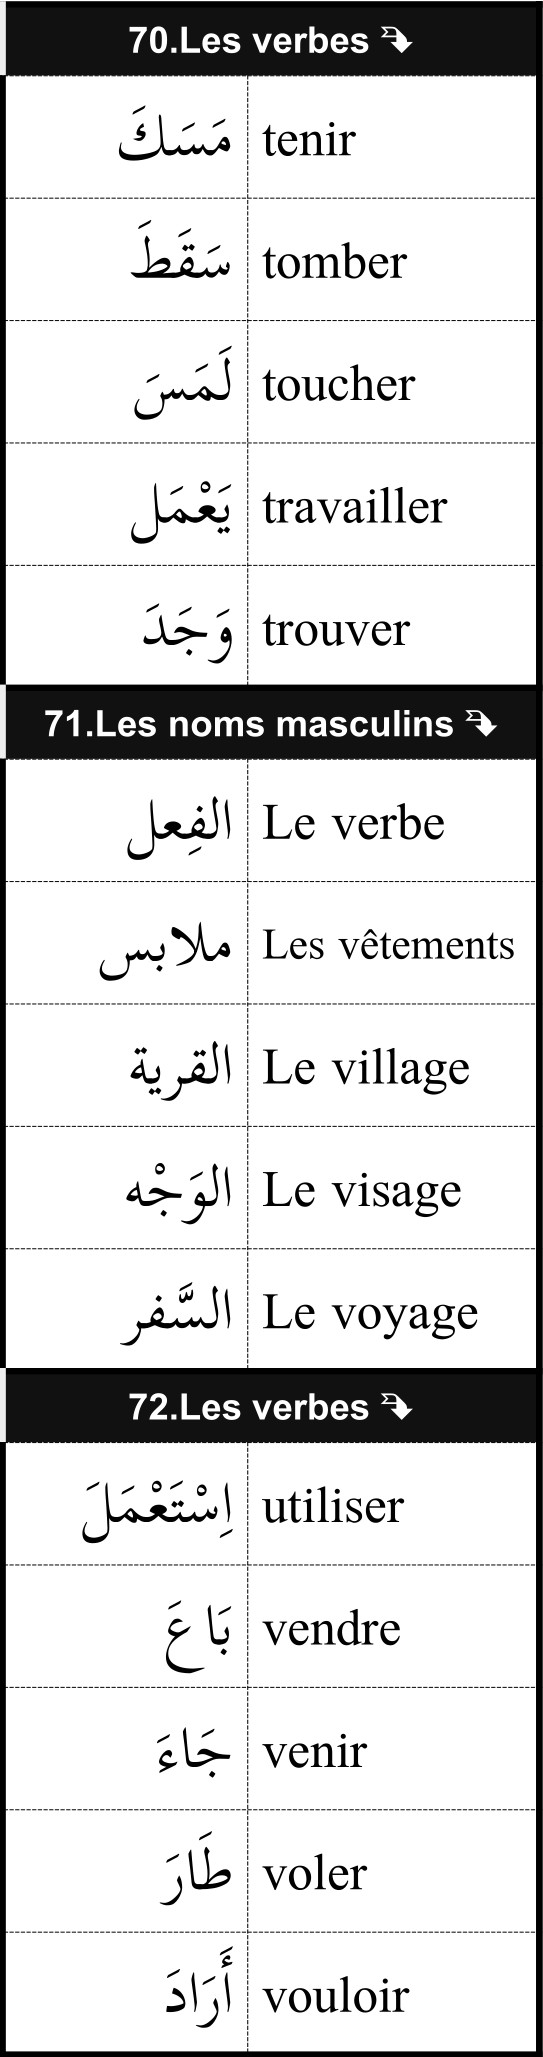 70.Les verbes
مَسَكَ tenir
سَقَطَ tomber
لَمَسَ toucher
يَعْمَل travailler
وَجَدَ trouver
71.Les noms masculins
الفِعل Le verbe
ملابس Les vêtements
القرية Le village
الوَجْه Le visage
السَّفر Le voyage
72.Les verbes
اِسْتَعْمَلَ utiliser
بَاعَ vendre
جَاءَ venir
طَارَ voler
أَرَادَ vouloir